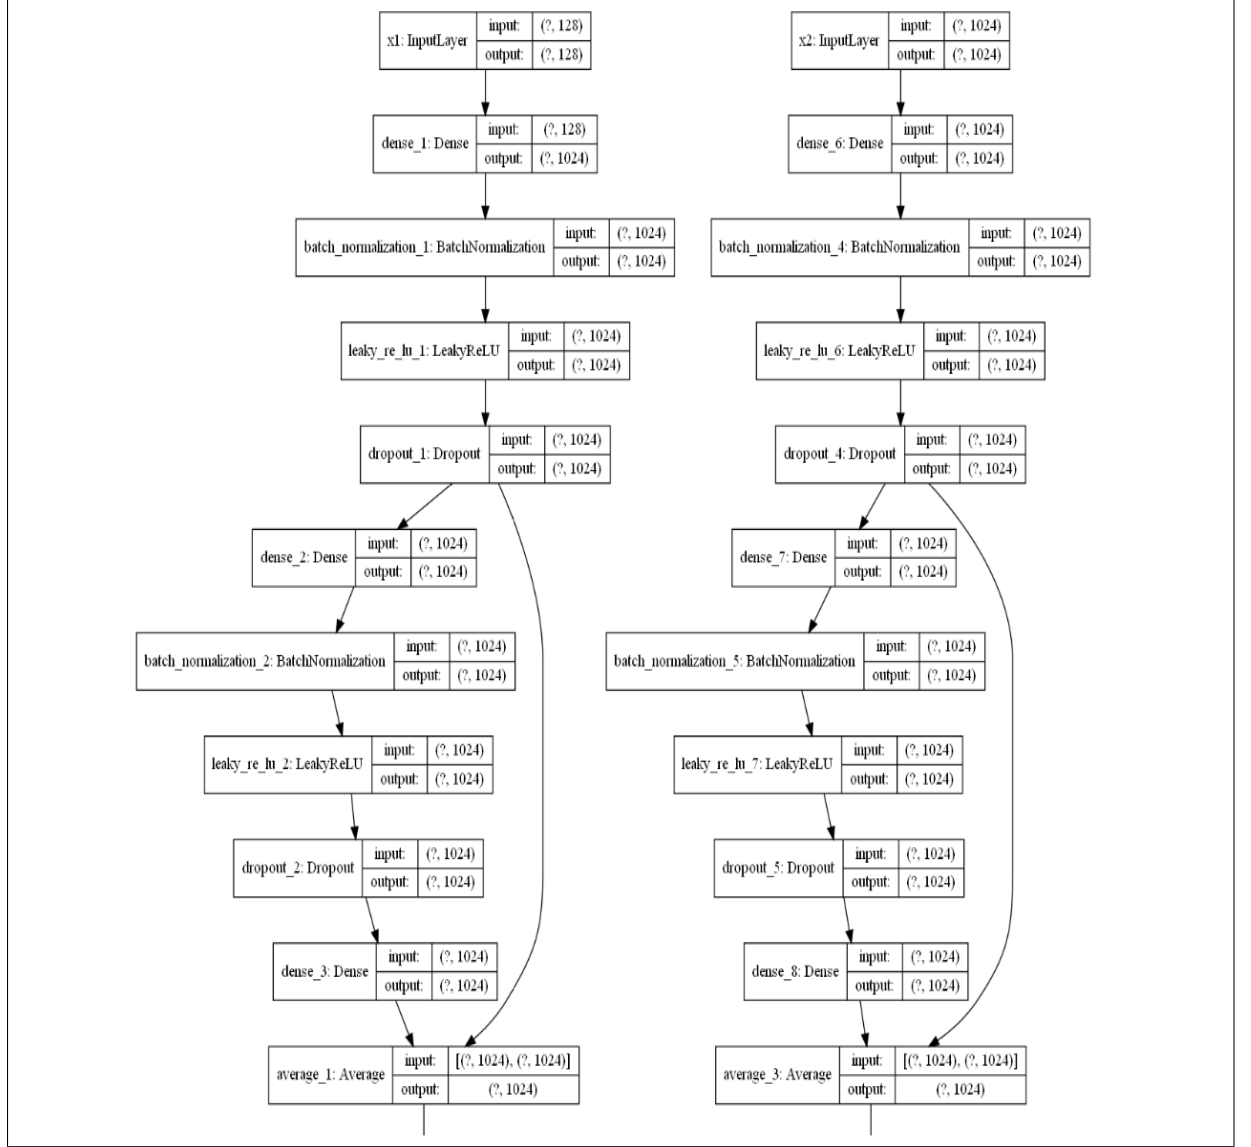 x1: InputLayer
input: (?, 128)
output: (?, 128)
dense_1: Dense
input: (?, 128)
output: (?, 1024)
batch_normalization_1: BatchNormalization
input: (?, 1024)
output: (?, 1024)
leaky_re_lu_1: LeakyReLU
input: (?, 1024)
output: (?, 1024)
dropout_1: Dropout
input: (?, 1024)
output: (?, 1024)
dense_2: Dense
input: (?, 1024)
output: (?, 1024)
batch_normalization_2: BatchNormalization
input: (?, 1024)
output: (?, 1024)
leaky_re_lu_2: LeakyReLU
input: (?, 1024)
output: (?, 1024)
dropout_2: Dropout
input: (?, 1024)
output: (?, 1024)
dense_3: Dense
input: (?, 1024)
output: (?, 1024)
average_1: Average
input: [(?, 1024), (?, 1024)]
output: (?, 1024)
x2: InputLayer
input: (?, 1024)
output: (?, 1024)
dense_6: Dense
input: (?, 1024)
output: (?, 1024)
batch_normalization_4: BatchNormalization
input: (?, 1024)
output: (?, 1024)
leaky_re_lu_6: LeakyReLU
input: (?, 1024)
output: (?, 1024)
dropout_4: Dropout
input: (?, 1024)
output: (?, 1024)
dense_7: Dense
input: (?, 1024)
output: (?, 1024)
batch_normalization_5: BatchNormalization
input: (?, 1024)
output: (?, 1024)
leaky_re_lu_7: LeakyReLU
input: (?, 1024)
output: (?, 1024)
dropout_5: Dropout
input: (?, 1024)
output: (?, 1024)
dense_8: Dense
input: (?, 1024)
output: (?, 1024)
average_3: Average
input: [(?, 1024), (?, 1024)]
output: (?, 1024)